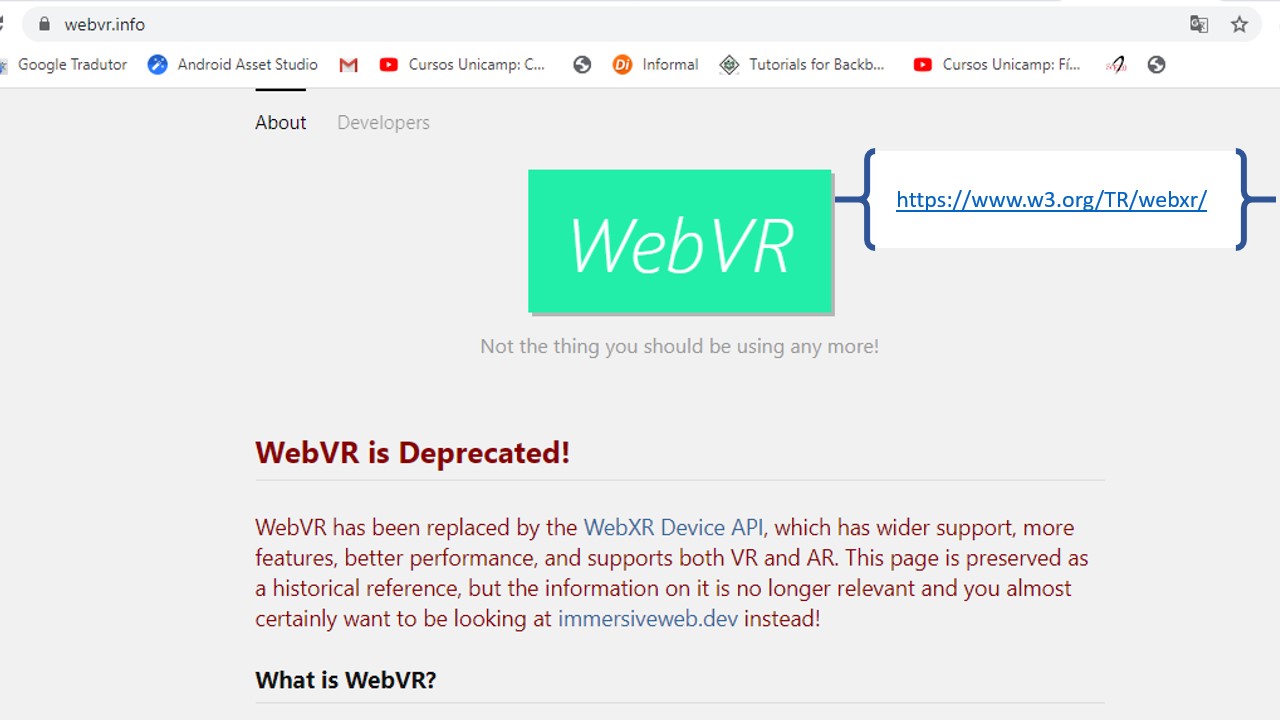 webvr.info
Google Tradutor Android Asset Studio Cursos Unicamp: C... Di Informal Tutorials for Backb... Cursos Unicamp: Fí...
About Developers
https://www.w3.org/TR/webxr/
WebVR
Not the thing you should be using any more!
WebVR is Deprecated!
WebVR has been replaced by the WebXR Device API, which has wider support, more
features, better performance, and supports both VR and AR. This page is preserved as
a historical reference, but the information on it is no longer relevant and you almost
certainly want to be looking at immersiveweb.dev instead!
What is WebVR?